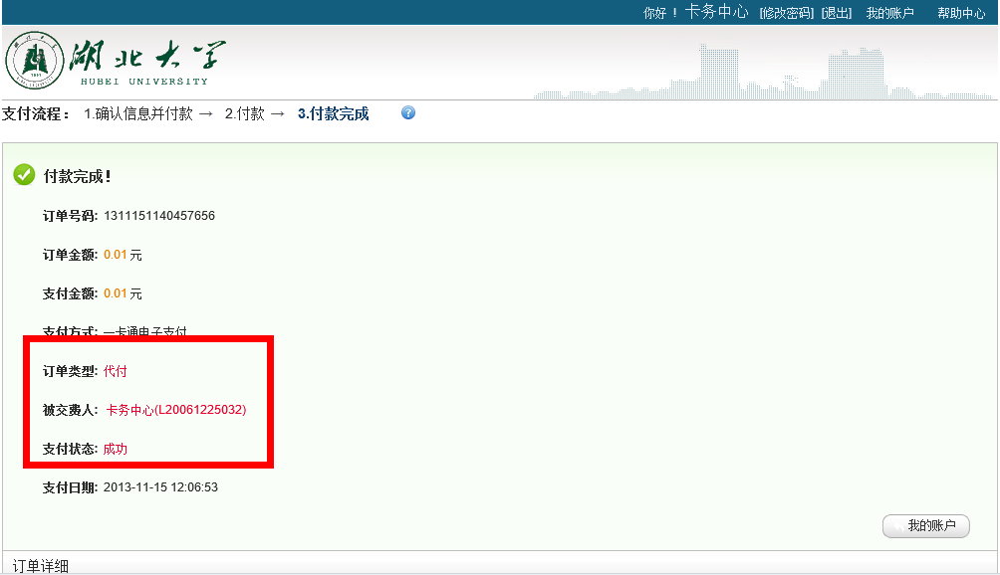 你好 ! 卡务中心 [修改密码] [退出] 我的账户 帮助中心
湖北大学
HUBEI UNIVERSITY
支付流程： 1.确认信息并付款 → 2.付款 → 3.付款完成 ?
付款完成!
订单号码: 1311151140457656
订单金额: 0.01 元
支付金额: 0.01 元
支付方式: 一卡通电子支付
订单类型: 代付
被交费人: 卡务中心(L20061225032)
支付状态: 成功
支付日期: 2013-11-15 12:06:53
我的账户
订单详细